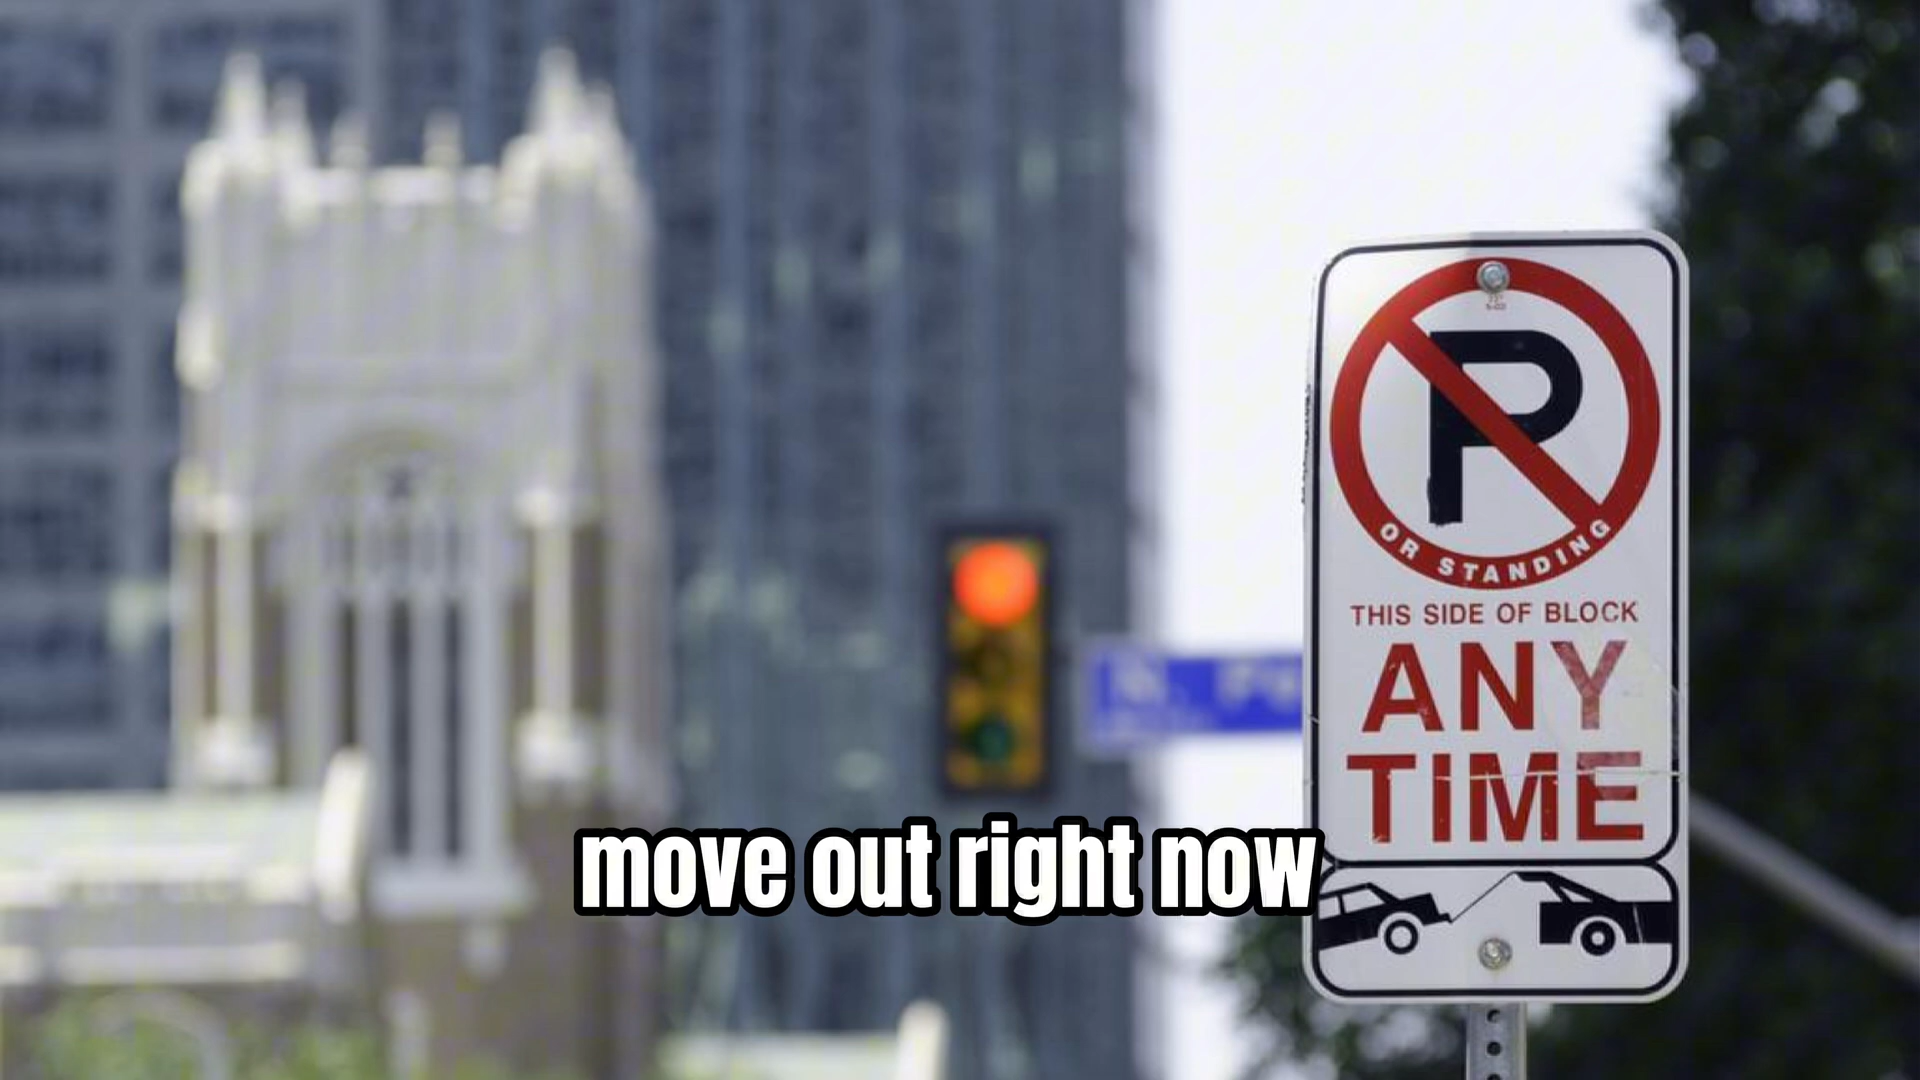 P
OR STANDING
THIS SIDE OF BLOCK
ANY
TIME
move out right now